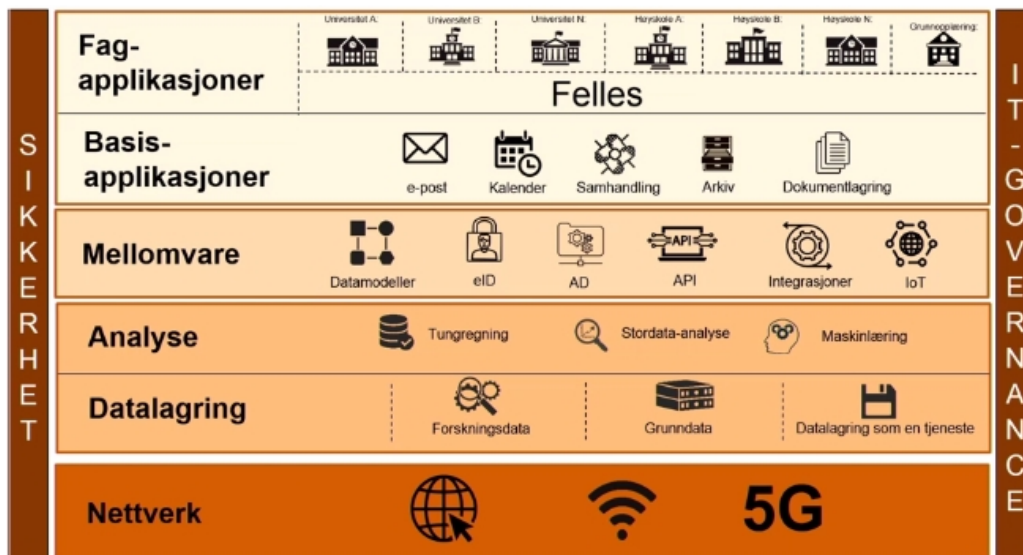 SIKKERHET
Fag-
applikasjoner
Universitet A:
Universitet B:
Universitet N:
Høyskole A:
Høyskole B:
Høyskole N:
Grunnopplæring:
Felles
Basis-
applikasjoner
e-post
Kalender
Samhandling
Arkiv
Dokumentlagring
Mellomvare
Datamodeller
eID
AD
API
API
Integrasjoner
IoT
Analyse
Tungregning
Stordata-analyse
Maskinlæring
Datalagring
Forskningsdata
Grunndata
Datalagring som en tjeneste
Nettverk
5G
IT-GOVERNANCE